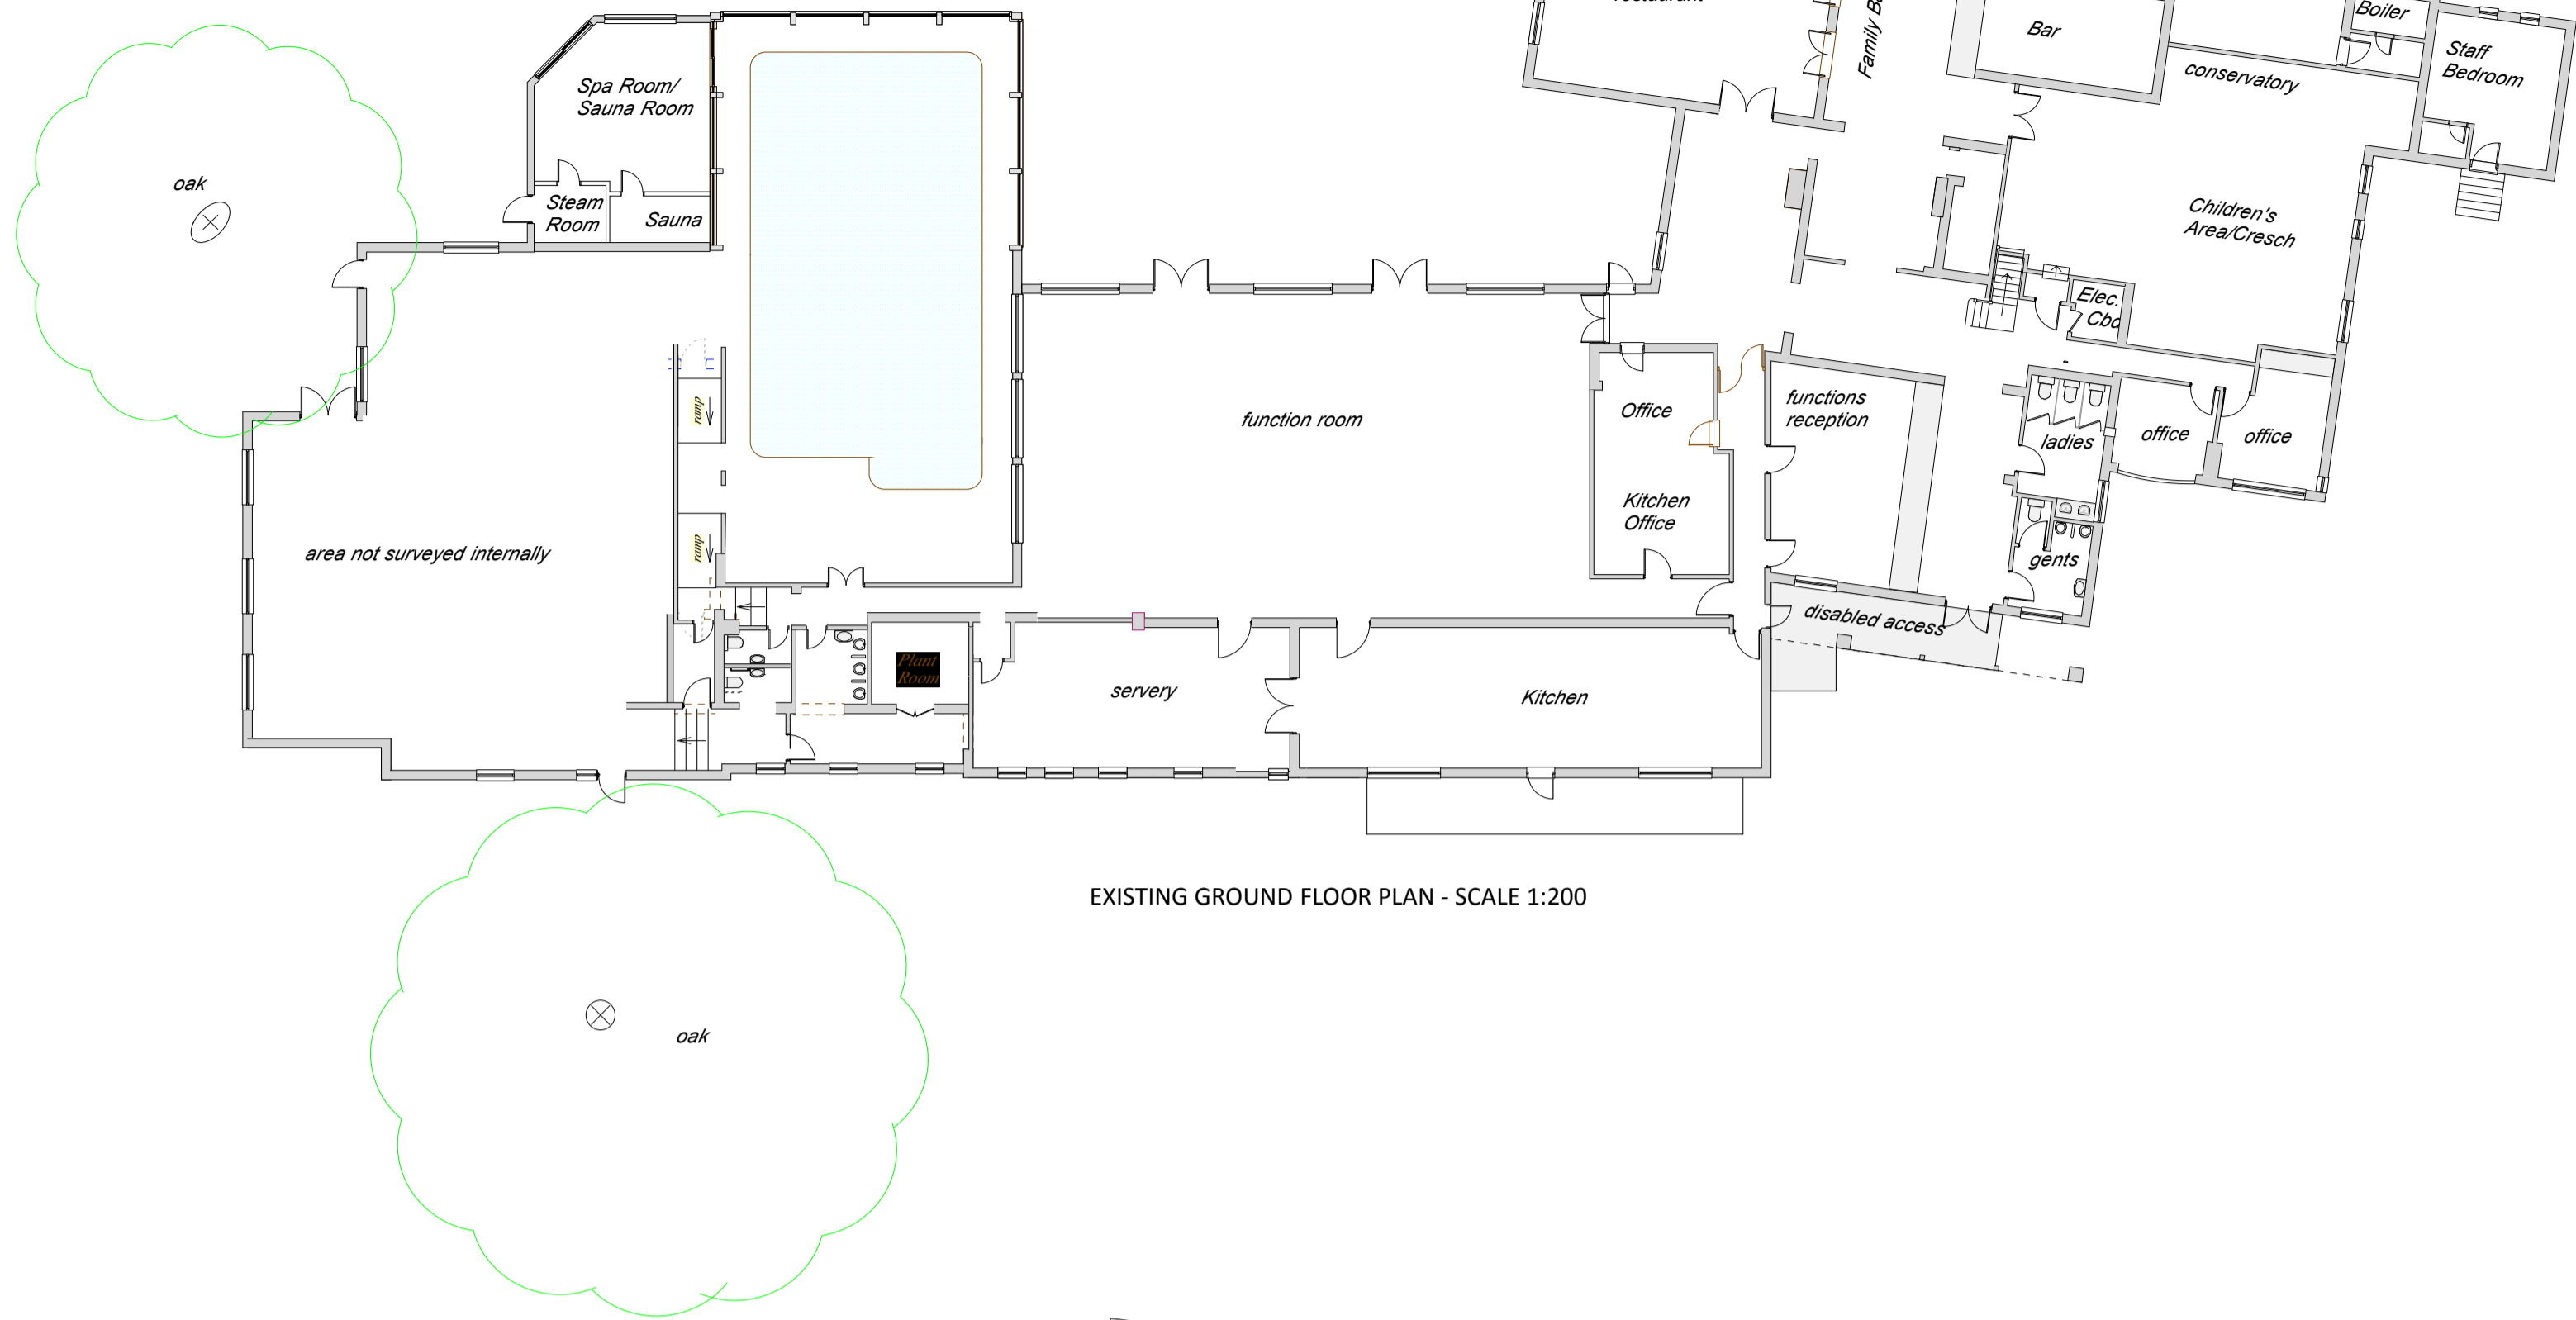 restaurant
Family
Bar
Boiler
Staff
Bedroom
conservatory
Spa Room/
Sauna Room
oak
Steam
Room
Sauna
Children's
Area/Cresch
Elec.
Cbd
ramp
function room
Office
functions
reception
ladies
office
office
Kitchen
Office
area not surveyed internally
ramp
gents
disabled access
Plant
Room
servery
Kitchen
EXISTING GROUND FLOOR PLAN - SCALE 1:200
oak